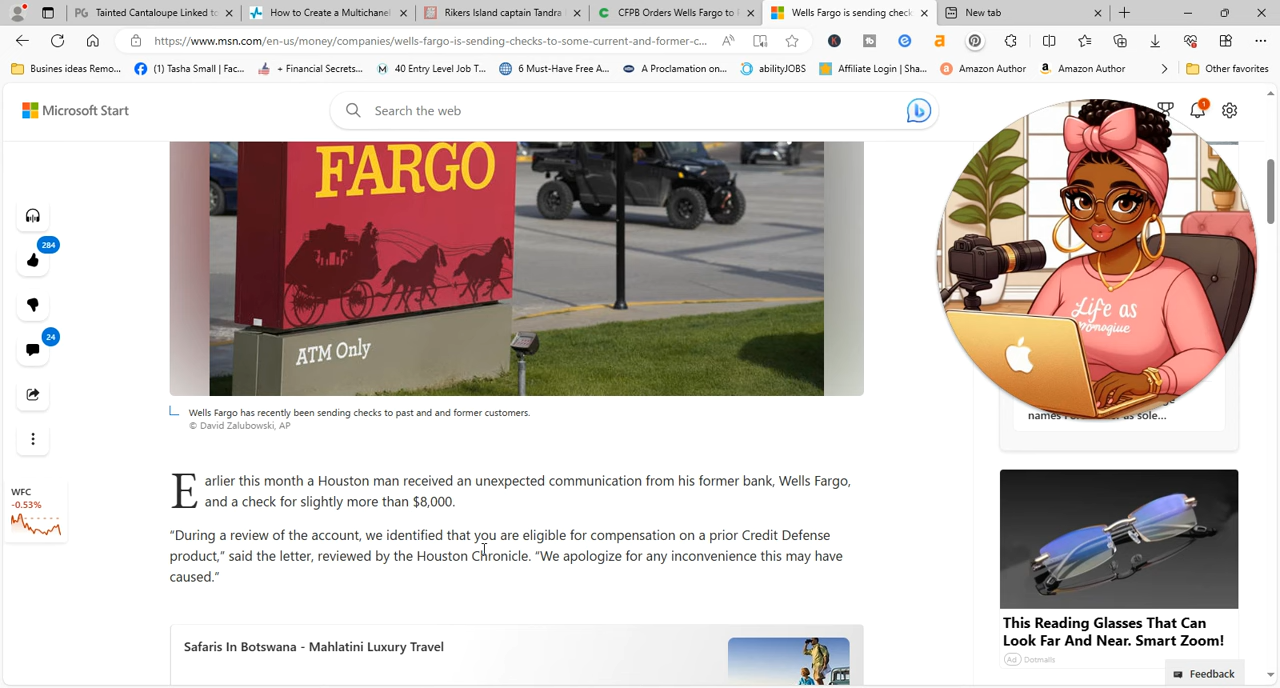 Tainted Cantaloupe Linked to
How to Create a Multichanel
Rikers Island captain Tandra
CFPB Orders Wells Fargo to
Wells Fargo is sending check
New tab
https://www.msn.com/en-us/money/companies/wells-fargo-is-sending-checks-to-some-current-and-former-c...
Busines ideas Remo...
(1) Tasha Small | Fac...
+ Financial Secrets...
40 Entry Level Job T...
6 Must-Have Free A...
A Proclamation on...
abilityJOBS
Affiliate Login | Sha...
Amazon Author
Amazon Author
Other favorites
Microsoft Start
Search the web
1
FARGO
ATM Only
284
24
WFC
-0.53%
Life as
Wells Fargo has recently been sending checks to past and and former customers.
© David Zalubowski, AP
Earlier this month a Houston man received an unexpected communication from his former bank, Wells Fargo,
and a check for slightly more than $8,000.
“During a review of the account, we identified that you are eligible for compensation on a prior Credit Defense
product,” said the letter, reviewed by the Houston Chronicle. “We apologize for any inconvenience this may have
caused.”
Safaris In Botswana - Mahlatini Luxury Travel
as sole...
This Reading Glasses That Can
Look Far And Near. Smart Zoom!
Ad
Dotmalls
Feedback